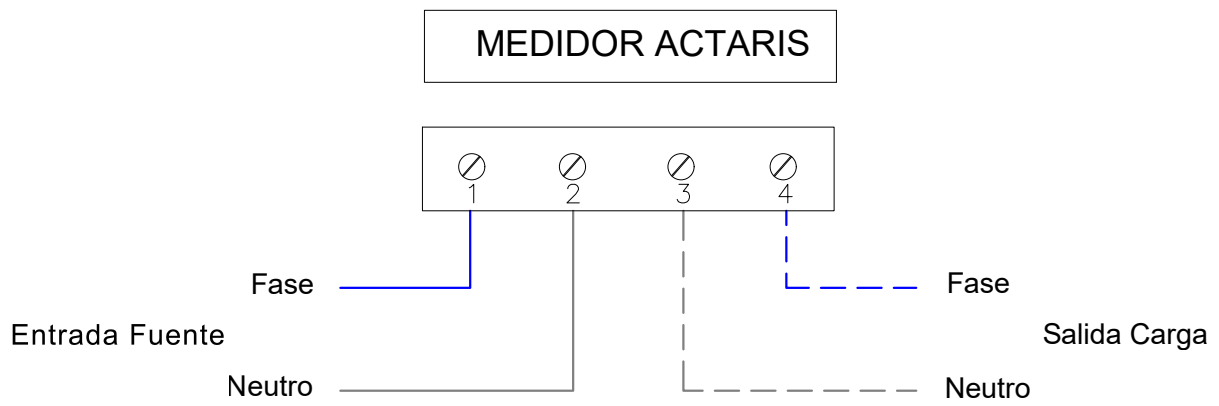 MEDIDOR ACTARIS
1 2 3 4
Fase Fase
Entrada Fuente Salida Carga
Neutro Neutro